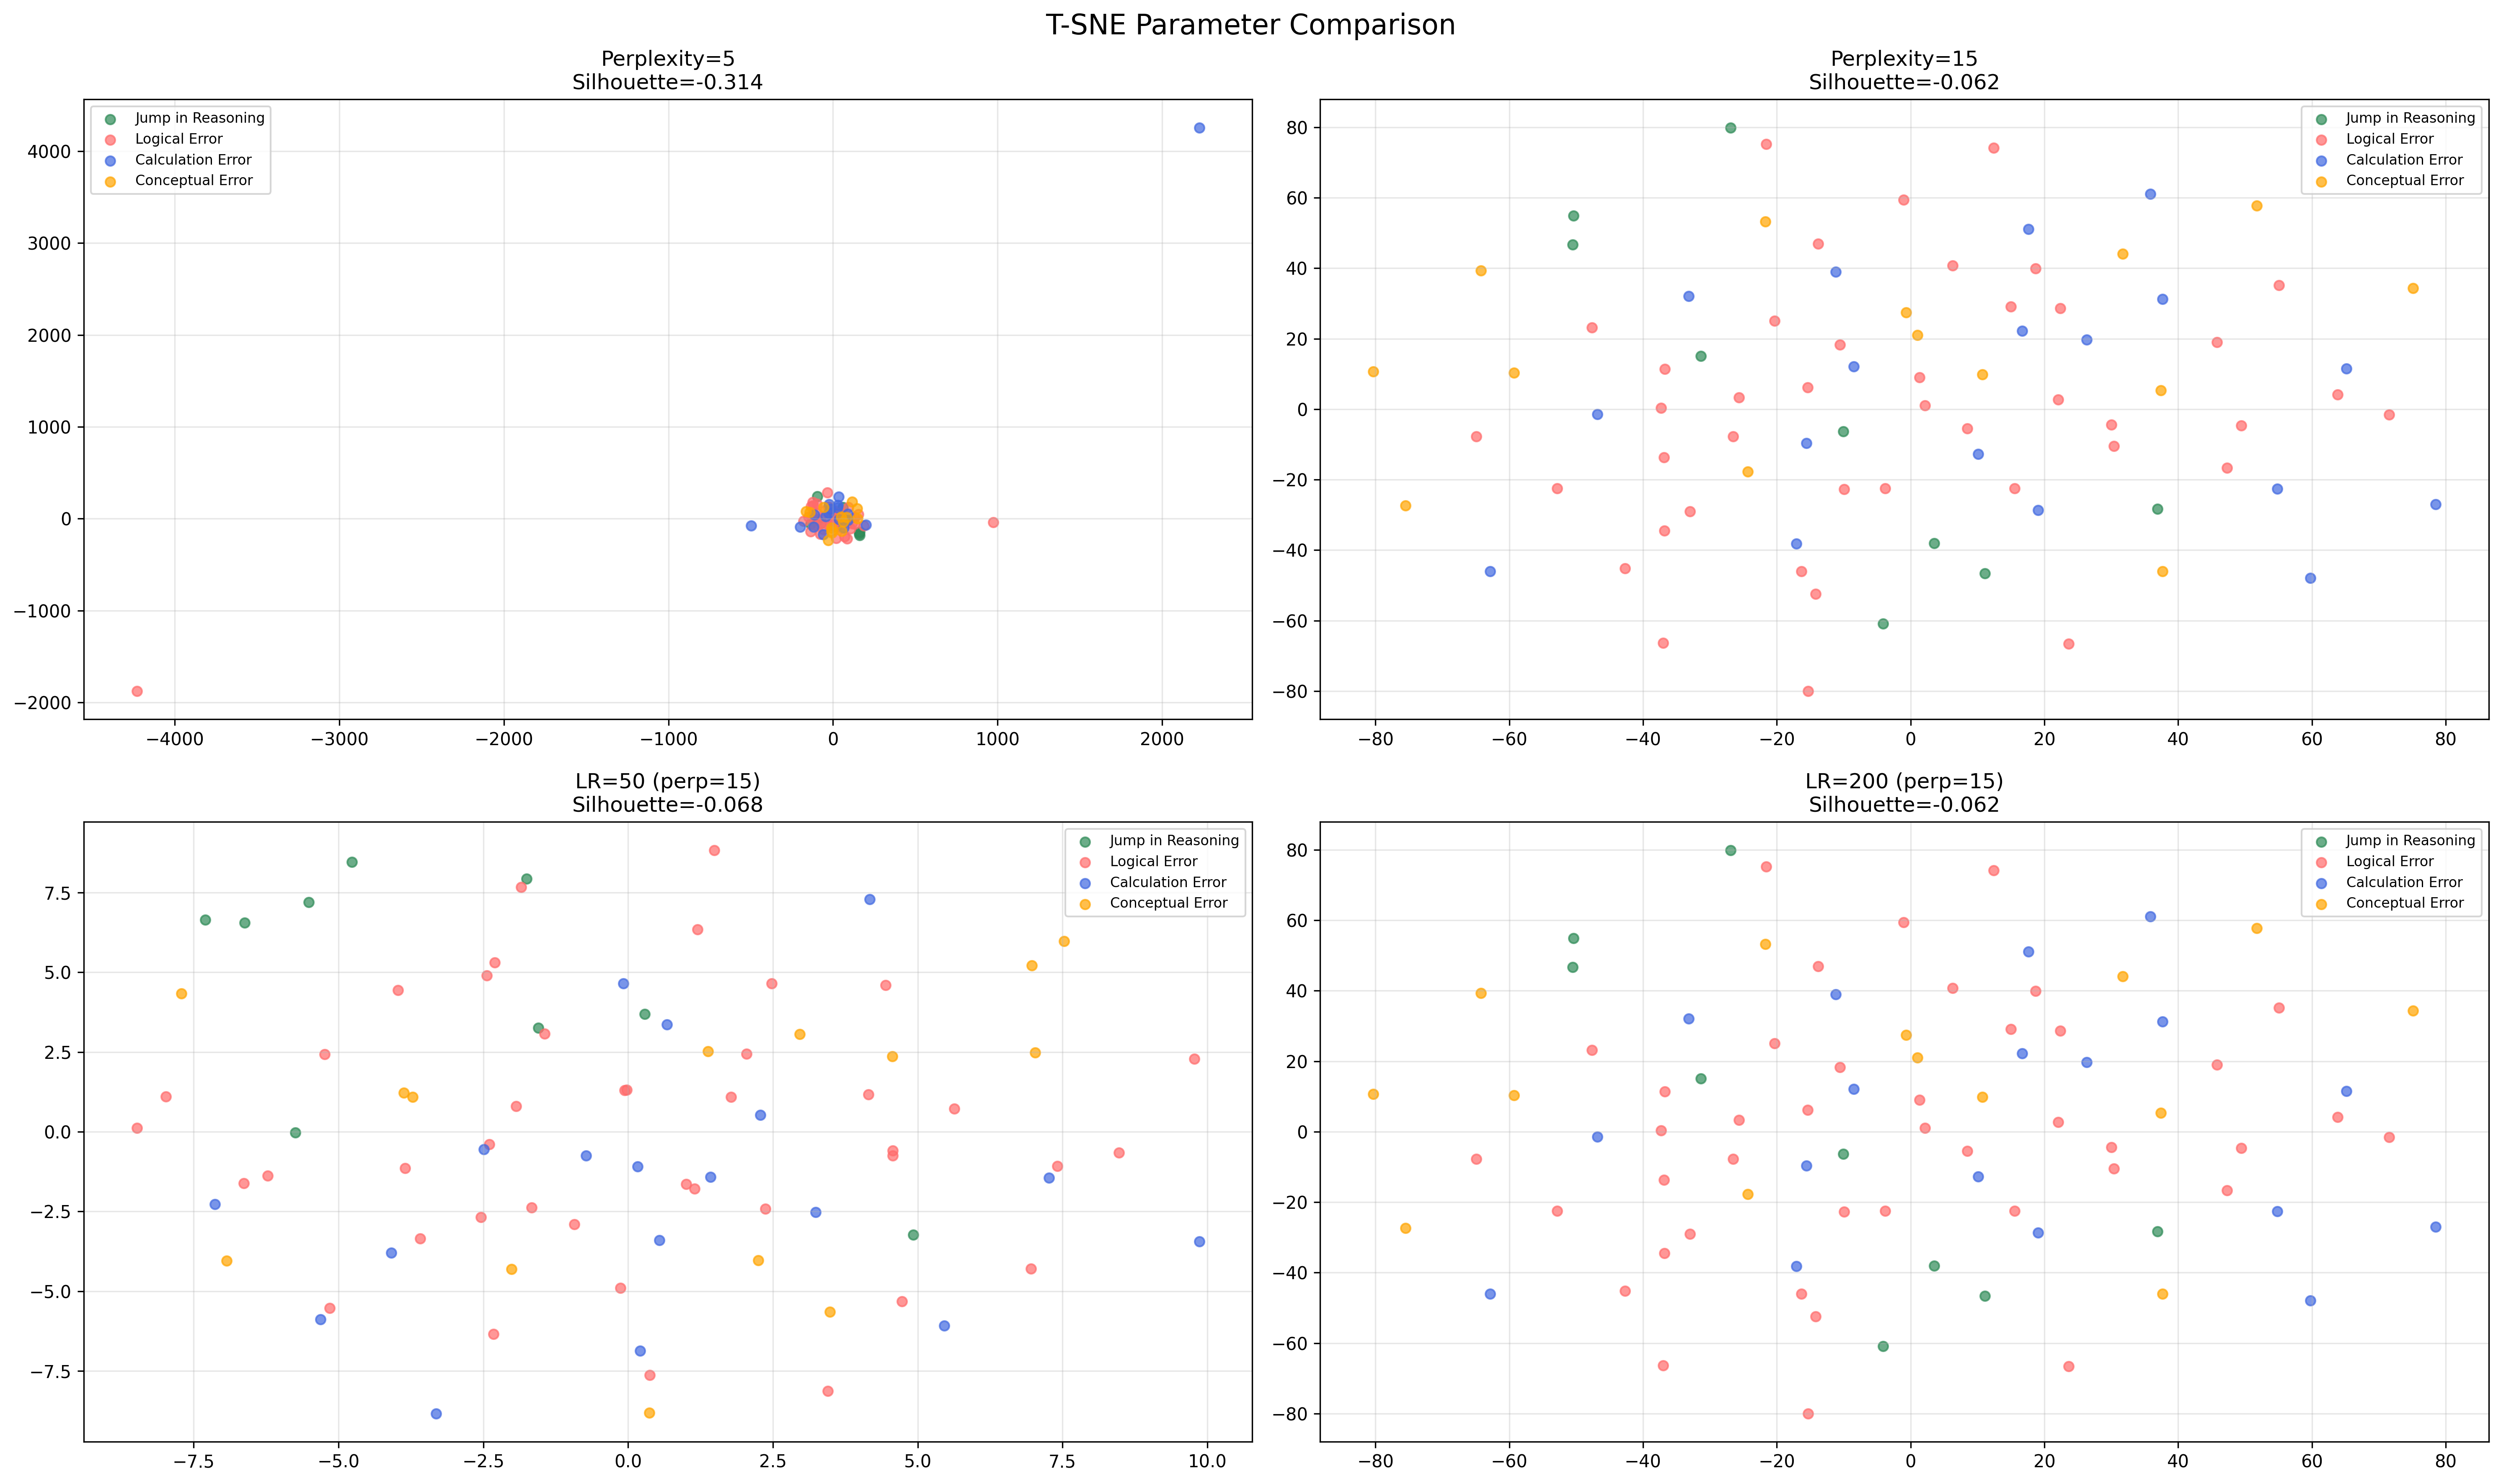 T-SNE Parameter Comparison
Perplexity=5
Silhouette=-0.314
Jump in Reasoning
Logical Error
Calculation Error
Conceptual Error
4000
3000
2000
1000
0
−1000
−2000
−4000 −3000 −2000 −1000 0 1000 2000
Perplexity=15
Silhouette=-0.062
Jump in Reasoning
Logical Error
Calculation Error
Conceptual Error
80
60
40
20
0
−20
−40
−60
−80
−80 −60 −40 −20 0 20 40 60 80
LR=50 (perp=15)
Silhouette=-0.068
Jump in Reasoning
Logical Error
Calculation Error
Conceptual Error
7.5
5.0
2.5
0.0
−2.5
−5.0
−7.5
−7.5 −5.0 −2.5 0.0 2.5 5.0 7.5 10.0
LR=200 (perp=15)
Silhouette=-0.062
Jump in Reasoning
Logical Error
Calculation Error
Conceptual Error
80
60
40
20
0
−20
−40
−60
−80
−80 −60 −40 −20 0 20 40 60 80